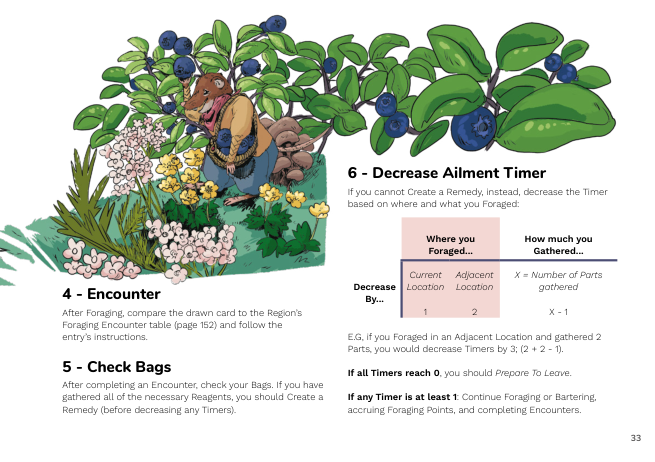 4 - Encounter
After Foraging, compare the drawn card to the Region's
Foraging Encounter table (page 152) and follow the
entry's instructions.
5 - Check Bags
After completing an Encounter, check your Bags. If you have
gathered all of the necessary Reagents, you should Create a
Remedy (before decreasing any Timers).
6 - Decrease Ailment Timer
If you cannot Create a Remedy, instead, decrease the Timer
based on where and what you Foraged:
Where you
Foraged...
How much you
Gathered...
Decrease
By...
Current
Location
Adjacent
Location
X = Number of Parts
gathered
1 2 X - 1
E.G, if you Foraged in an Adjacent Location and gathered 2
Parts, you would decrease Timers by 3; (2 + 2 - 1).
If all Timers reach 0, you should Prepare To Leave.
If any Timer is at least 1: Continue Foraging or Bartering,
accruing Foraging Points, and completing Encounters.
33